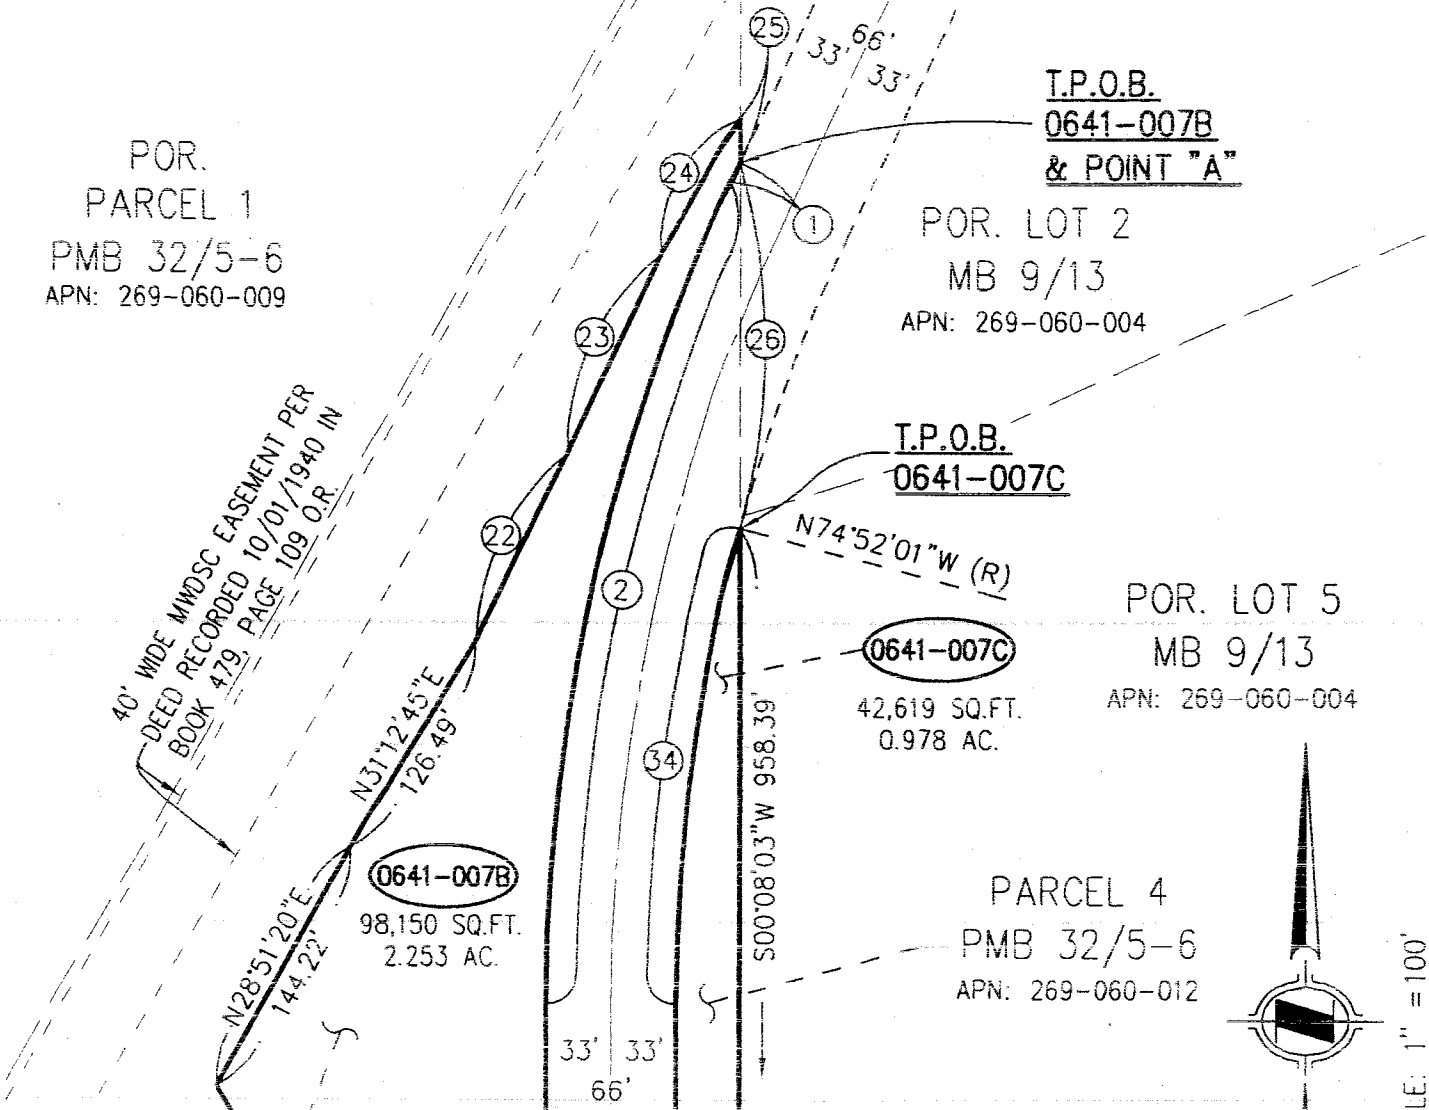 25
66'
33'
33'
T.P.O.B.
0641-007B
& POINT "A"
POR.
PARCEL 1
PMB 32/5-6
APN: 269-060-009
24
1
POR. LOT 2
MB 9/13
APN: 269-060-004
23
26
40' WIDE MWDSC EASEMENT PER
DEED RECORDED 10/01/1940 IN
BOOK 479, PAGE 109 O.R.
T.P.O.B.
0641-007C
22
N74°52'01"W (R)
2
POR. LOT 5
MB 9/13
APN: 269-060-004
0641-007C
42,619 SQ.FT.
0.978 AC.
N31°12'45"E
126.49'
34
S00°08'03"W 958.39'
0641-007B
98,150 SQ.FT.
2.253 AC.
N28°51'20"E
144.22'
PARCEL 4
PMB 32/5-6
APN: 269-060-012
33' 33'
66'
LE: 1" = 100'